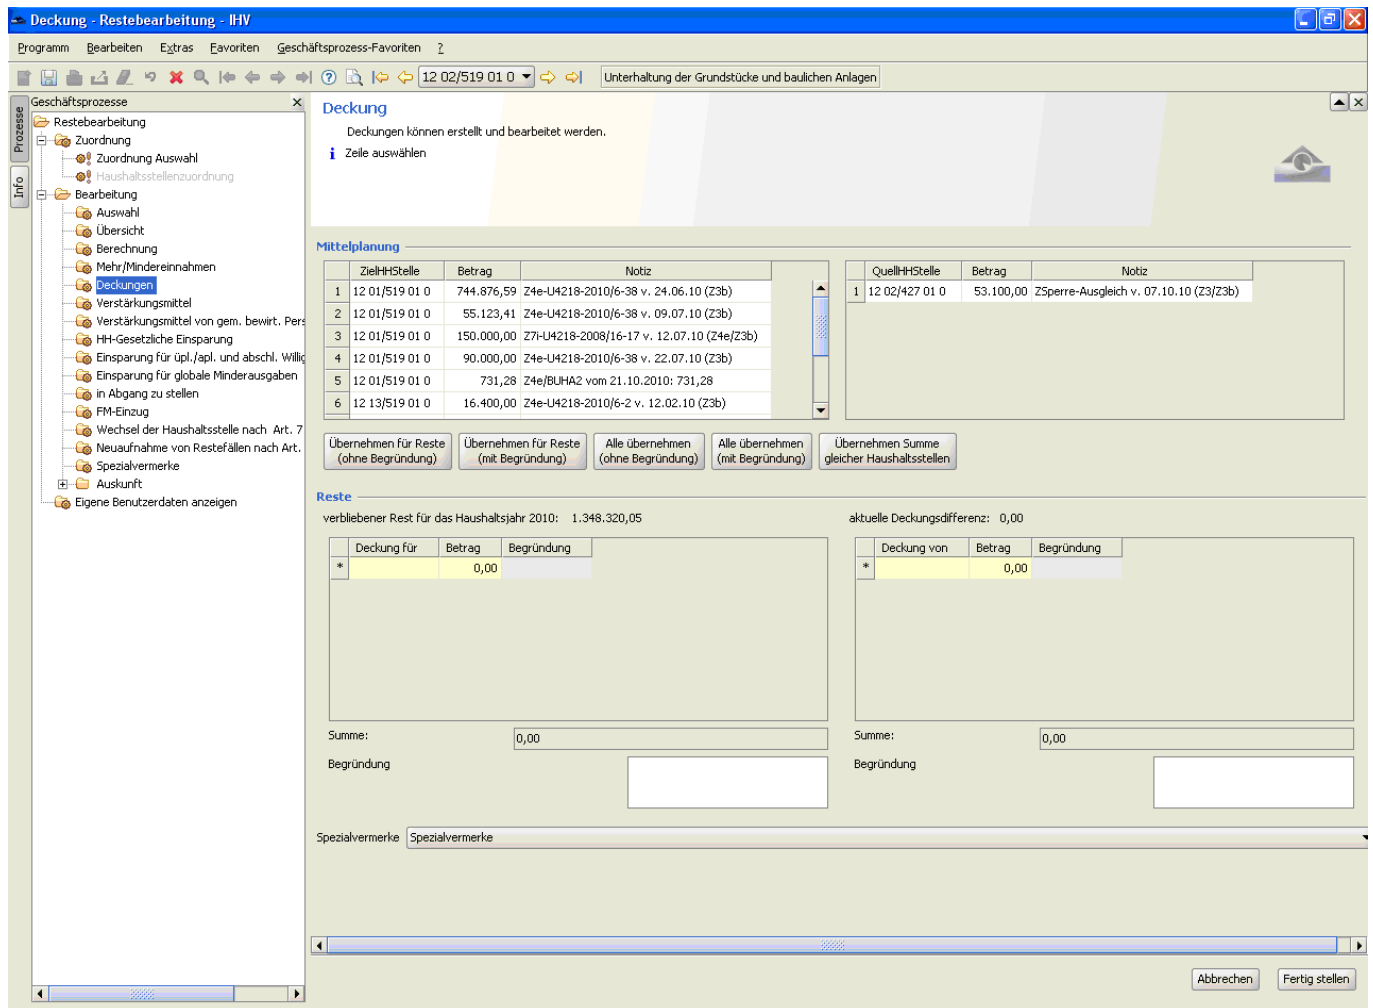 Deckung - Restebearbeitung - IHV
Programm Bearbeiten Extras Favoriten Geschäftsprozess-Favoriten ?
12 02/519 01 0 Unterhaltung der Grundstücke und baulichen Anlagen
Prozesse
Info
Geschäftsprozesse
Restebearbeitung
Zuordnung
Zuordnung Auswahl
Haushaltsstellenzuordnung
Bearbeitung
Auswahl
Übersicht
Berechnung
Mehr/Mindereinnahmen
Deckungen
Verstärkungsmittel
Verstärkungsmittel von gem. bewirt. Pers
HH-Gesetzliche Einsparung
Einsparung für üpl./apl. und abschl. Willig
Einsparung für globale Minderausgaben
in Abgang zu stellen
FM-Einzug
Wechsel der Haushaltsstelle nach Art. 7
Neuaufnahme von Restefällen nach Art.
Spezialvermerke
Auskunft
Eigene Benutzerdaten anzeigen
Deckung
Deckungen können erstellt und bearbeitet werden.
i Zeile auswählen
Mittelplanung
ZielHHStelle Betrag Notiz
1 12 01/519 01 0 744.876,59 Z4e-U4218-2010/6-38 v. 24.06.10 (Z3b)
2 12 01/519 01 0 55.123,41 Z4e-U4218-2010/6-38 v. 09.07.10 (Z3b)
3 12 01/519 01 0 150.000,00 Z7i-U4218-2008/16-17 v. 12.07.10 (Z4e/Z3b)
4 12 01/519 01 0 90.000,00 Z4e-U4218-2010/6-38 v. 22.07.10 (Z3b)
5 12 01/519 01 0 731,28 Z4e/BUHA2 vom 21.10.2010: 731,28
6 12 13/519 01 0 16.400,00 Z4e-U4218-2010/6-2 v. 12.02.10 (Z3b)
QuellHHStelle Betrag Notiz
1 12 02/427 01 0 53.100,00 ZSperre-Ausgleich v. 07.10.10 (Z3/Z3b)
Übernehmen für Reste (ohne Begründung)
Übernehmen für Reste (mit Begründung)
Alle übernehmen (ohne Begründung)
Alle übernehmen (mit Begründung)
Übernehmen Summe gleicher Haushaltsstellen
Reste
verbliebener Rest für das Haushaltsjahr 2010: 1.348.320,05
aktuelle Deckungsdifferenz: 0,00
Deckung für Betrag Begründung
* 0,00
Deckung von Betrag Begründung
* 0,00
Summe: 0,00
Summe: 0,00
Begründung
Begründung
Spezialvermerke Spezialvermerke
Abbrechen Fertig stellen